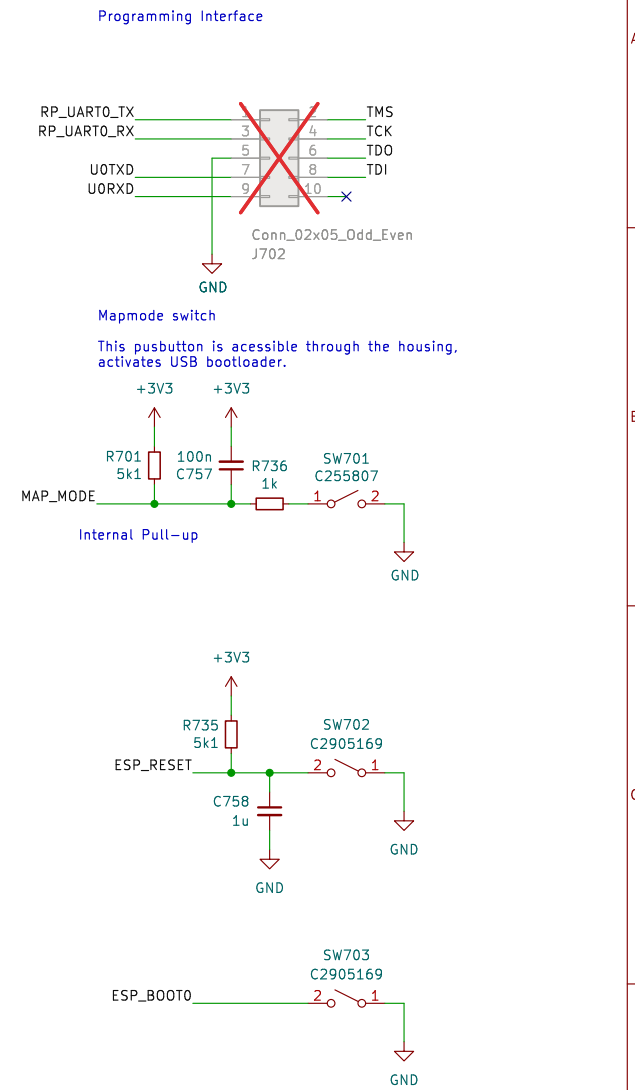 Programming Interface
A
RP_UART0_TX 1 2 TMS
RP_UART0_RX 3 4 TCK
5 6 TDO
U0TXD 7 8 TDI
U0RXD 9 10
Conn_02x05_Odd_Even
J702
GND
Mapmode switch
This pusbutton is acessible through the housing,
activates USB bootloader.
+3V3 +3V3
B
R701 5k1
100n C757
R736 1k
SW701
C255807
MAP_MODE 1 2
Internal Pull-up
GND
+3V3
R735 5k1
SW702
C2905169
ESP_RESET 2 1
C
C758 1u
GND
GND
SW703
C2905169
ESP_BOOT0 2 1
GND